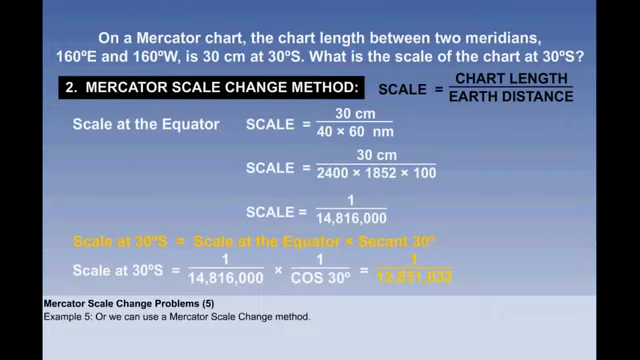 On a Mercator chart, the chart length between two meridians,
160ºE and 160ºW, is 30 cm at 30ºS. What is the scale of the chart at 30ºS?
2. MERCATOR SCALE CHANGE METHOD: SCALE = CHART LENGTH / EARTH DISTANCE
Scale at the Equator SCALE = 30 cm / 40 × 60 nm
SCALE = 30 cm / 2400 × 1852 × 100
SCALE = 1 / 14,816,000
Scale at 30ºS = Scale at the Equator × Secant 30º
Scale at 30ºS = 1 / 14,816,000 × 1 / COS 30º = 1 / 12,831,032
Mercator Scale Change Problems (5)
Example 5: Or we can use a Mercator Scale Change method.